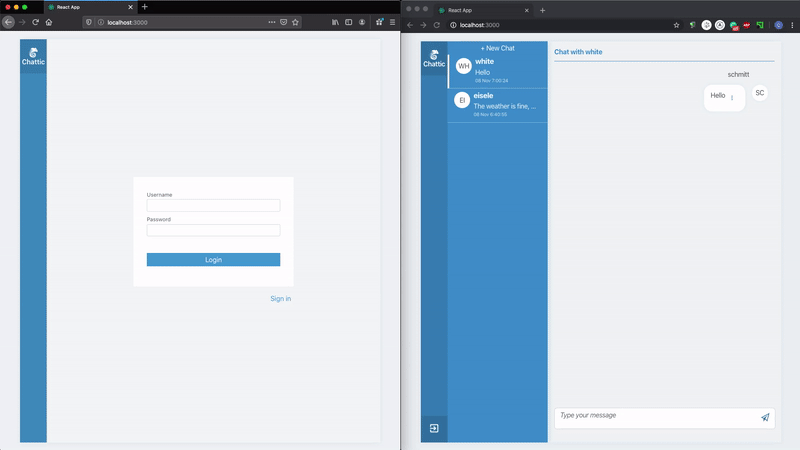 React App
localhost:3000
Chattic
Username
Password
Login
Sign in
React App
localhost:3000
Chattic
+ New Chat
WH
white
Hello
08 Nov 7:00:24
EI
eisele
The weather is fine, ...
08 Nov 6:40:35
Chat with white
schmitt
Hello
SC
Type your message